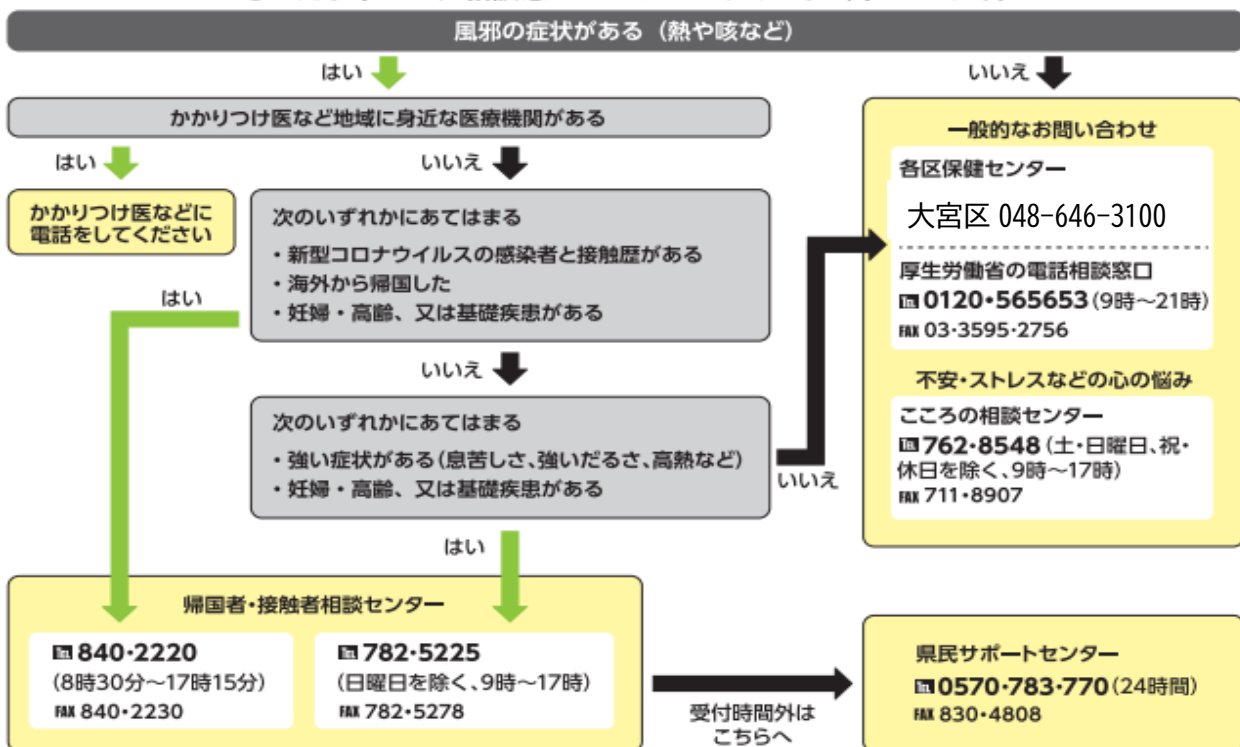 風邪の症状がある（熱や咳など）
はい
いいえ
かかりつけ医など地域に身近な医療機関がある
はい
いいえ
かかりつけ医などに
電話をしてください
次のいずれかにあてはまる
・新型コロナウイルスの感染者と接触歴がある
・海外から帰国した
・妊婦・高齢、又は基礎疾患がある
はい
いいえ
次のいずれかにあてはまる
・強い症状がある（息苦しさ、強いだるさ、高熱など）
・妊婦・高齢、又は基礎疾患がある
いいえ
はい
一般的なお問い合わせ
各区保健センター
大宮区 048-646-3100
厚生労働省の電話相談窓口
TEL 0120・565653（9時～21時）
FAX 03・3595・2756
不安・ストレスなどの心の悩み
こころの相談センター
TEL 762・8548（土・日曜日、祝・
休日を除く、9時～17時）
FAX 711・8907
帰国者・接触者相談センター
TEL 840・2220
（8時30分～17時15分）
FAX 840・2230
TEL 782・5225
（日曜日を除く、9時～17時）
FAX 782・5278
受付時間外は
こちらへ
県民サポートセンター
TEL 0570・783・770（24時間）
FAX 830・4808